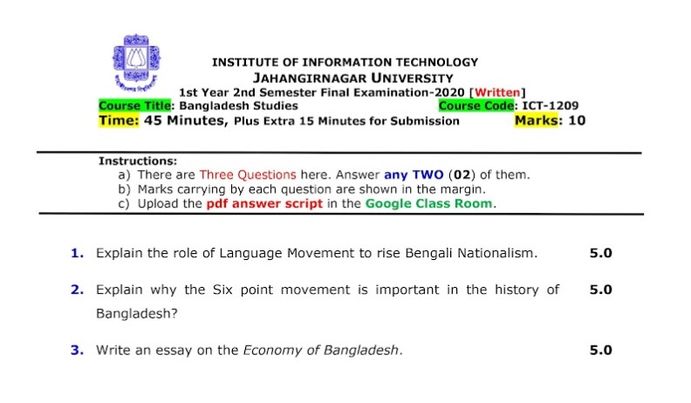 INSTITUTE OF INFORMATION TECHNOLOGY
JAHANGIRNAGAR UNIVERSITY
1st Year 2nd Semester Final Examination-2020 [Written]
Course Title: Bangladesh Studies Course Code: ICT-1209
Time: 45 Minutes, Plus Extra 15 Minutes for Submission Marks: 10
Instructions:
a) There are Three Questions here. Answer any TWO (02) of them.
b) Marks carrying by each question are shown in the margin.
c) Upload the pdf answer script in the Google Class Room.
1. Explain the role of Language Movement to rise Bengali Nationalism. 5.0
2. Explain why the Six point movement is important in the history of 5.0
Bangladesh?
3. Write an essay on the Economy of Bangladesh. 5.0